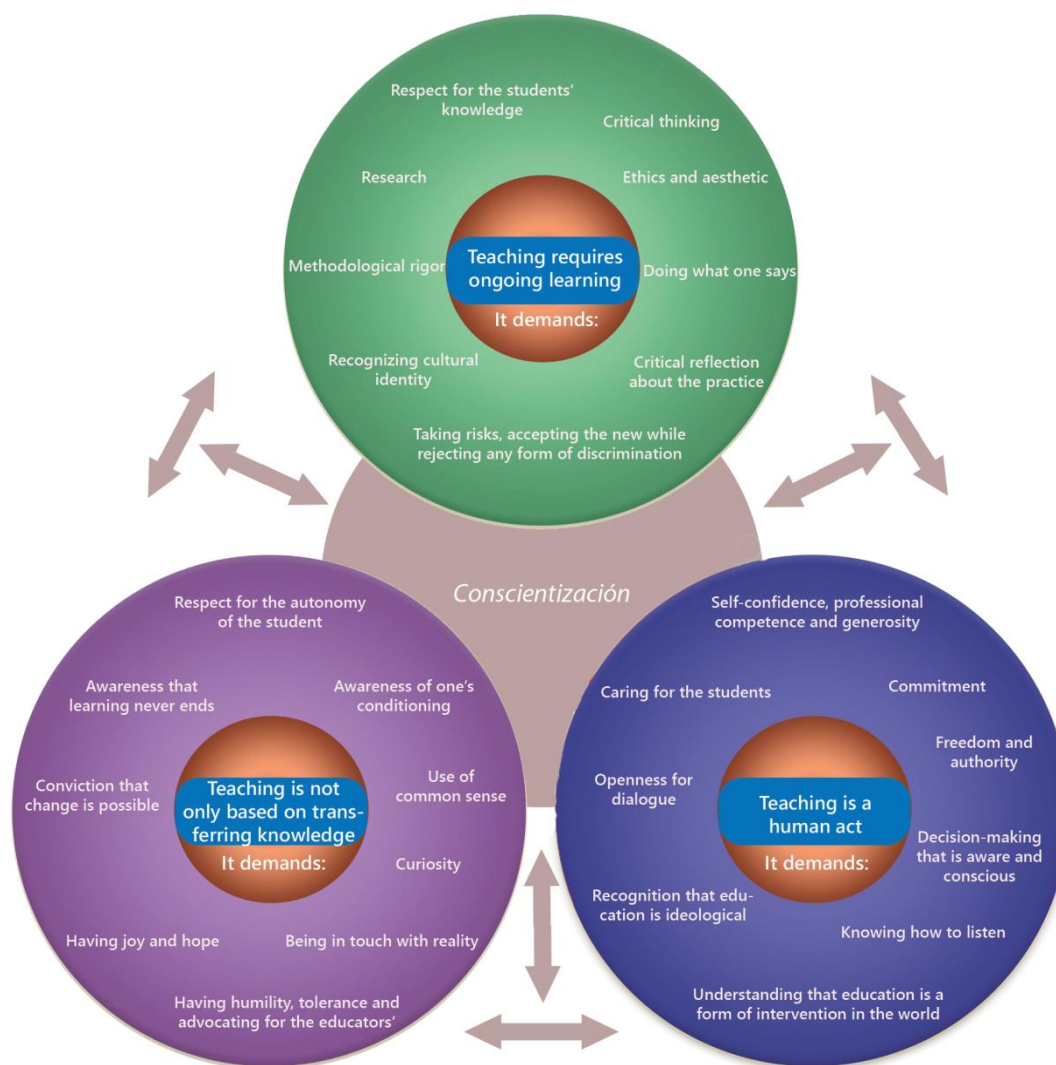 Respect for the students’
knowledge
Critical thinking
Research
Ethics and aesthetic
Methodological rigor
Teaching requires
ongoing learning
It demands:
Doing what one says
Recognizing cultural
identity
Critical reflection
about the practice
Taking risks, accepting the new while
rejecting any form of discrimination
Conscientización
Respect for the autonomy
of the student
Awareness that
learning never ends
Awareness of one’s
conditioning
Conviction that
change is possible
Teaching is not
only based on trans-
ferring knowledge
It demands:
Use of
common sense
Curiosity
Having joy and hope
Being in touch with reality
Having humility, tolerance and
advocating for the educators’
Self-confidence, professional
competence and generosity
Caring for the students
Commitment
Freedom and
authority
Openness for
dialogue
Teaching is a
human act
It demands:
Decision-making
that is aware and
conscious
Recognition that edu-
cation is ideological
Knowing how to listen
Understanding that education is a
form of intervention in the world